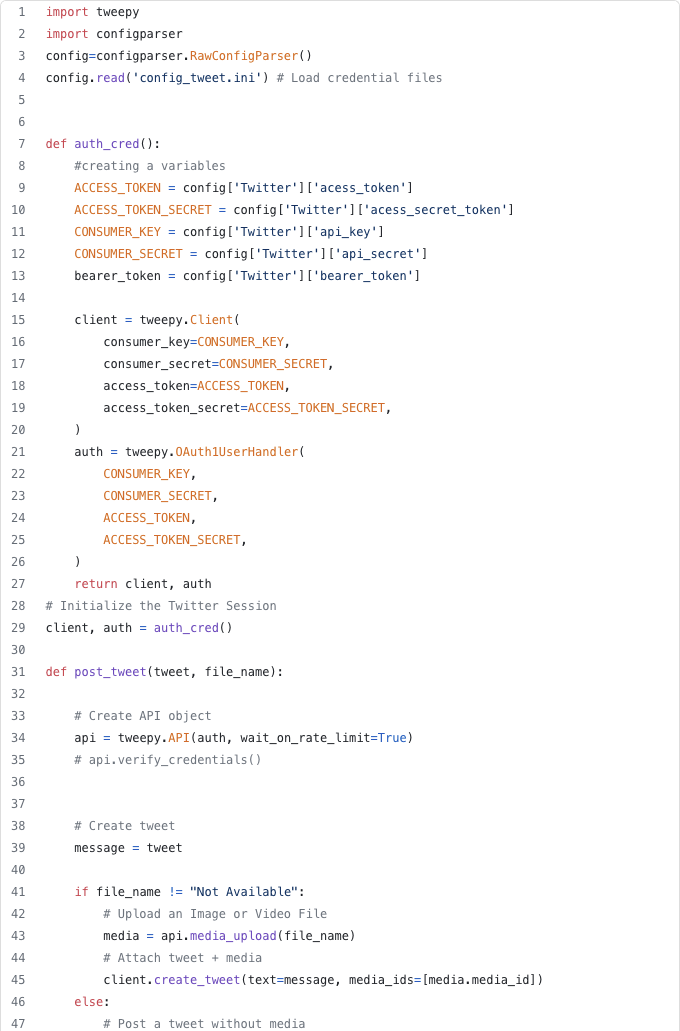 1 import tweepy
2 import configparser
3 config=configparser.RawConfigParser()
4 config.read('config_tweet.ini') # Load credential files
5
6
7 def auth_cred():
8     #creating a variables
9     ACCESS_TOKEN = config['Twitter']['acess_token']
10     ACCESS_TOKEN_SECRET = config['Twitter']['acess_secret_token']
11     CONSUMER_KEY = config['Twitter']['api_key']
12     CONSUMER_SECRET = config['Twitter']['api_secret']
13     bearer_token = config['Twitter']['bearer_token']
14
15     client = tweepy.Client(
16         consumer_key=CONSUMER_KEY,
17         consumer_secret=CONSUMER_SECRET,
18         access_token=ACCESS_TOKEN,
19         access_token_secret=ACCESS_TOKEN_SECRET,
20     )
21     auth = tweepy.OAuth1UserHandler(
22         CONSUMER_KEY,
23         CONSUMER_SECRET,
24         ACCESS_TOKEN,
25         ACCESS_TOKEN_SECRET,
26     )
27     return client, auth
28 # Initialize the Twitter Session
29 client, auth = auth_cred()
30
31 def post_tweet(tweet, file_name):
32
33     # Create API object
34     api = tweepy.API(auth, wait_on_rate_limit=True)
35     # api.verify_credentials()
36
37
38     # Create tweet
39     message = tweet
40
41     if file_name != "Not Available":
42         # Upload an Image or Video File
43         media = api.media_upload(file_name)
44         # Attach tweet + media
45         client.create_tweet(text=message, media_ids=[media.media_id])
46     else:
47         # Post a tweet without media